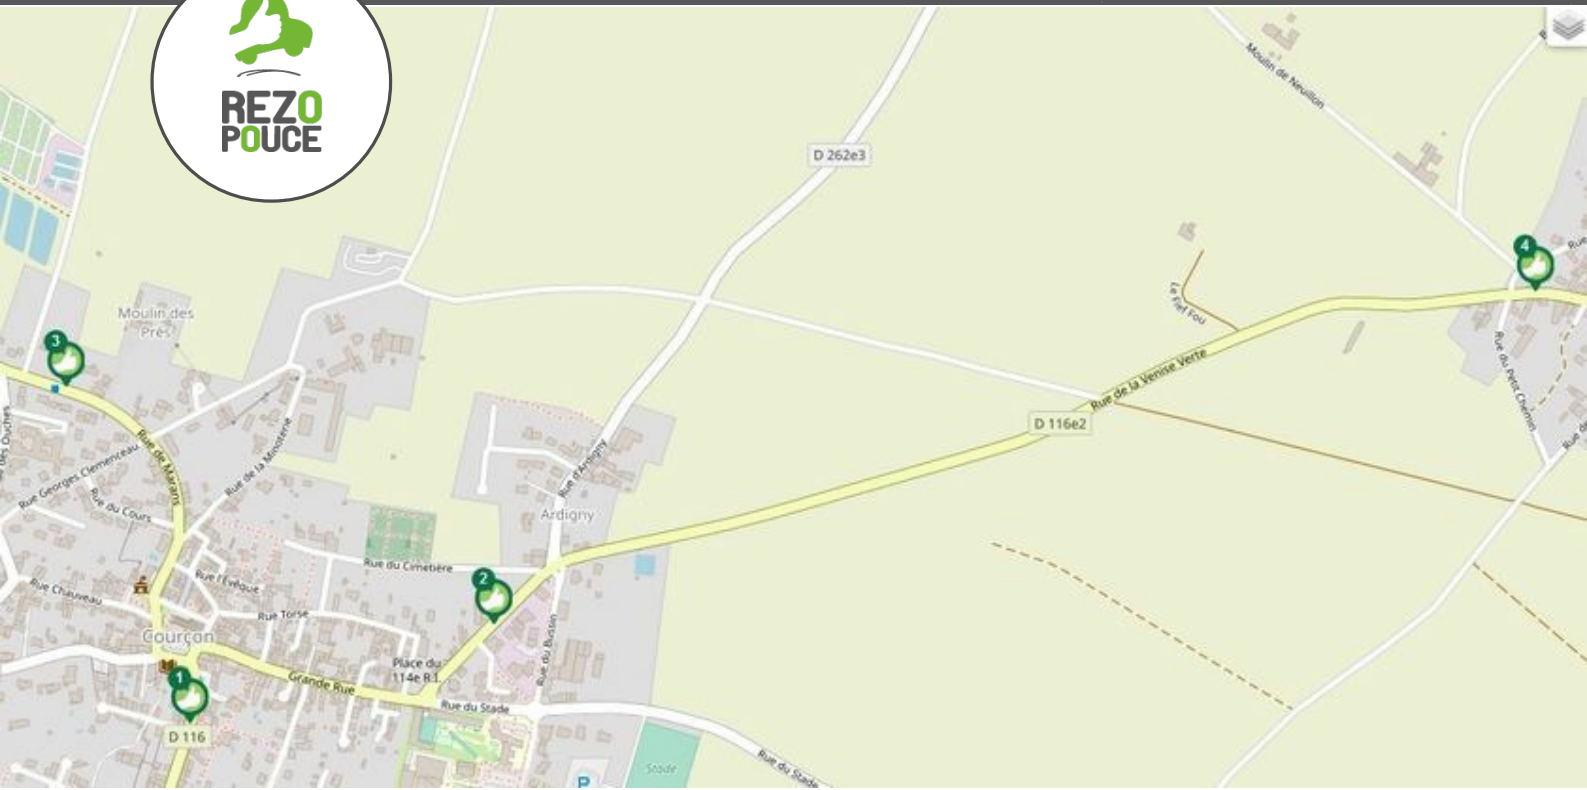 REZO
POUCE
Moulin de Neuillon
D 262e3
4
Le Fief Fou
Moulin des
Prés
3
Rue de la Venise Verte
Rue du Petit Chemin
D 116e2
Rue de Marans
Rue Georges Clemenceau
Rue de la Minoterie
Rue d'Ardigny
Rue du Cours
Ardigny
Rue du Cimetière
2
Rue l'Évêque
Rue Chauveau
Rue Torse
Rue du Bussin
Courçon
Place du
114e R.I.
1
Grande Rue
Rue du Stade
D 116
Rue du Stade
Stade
P